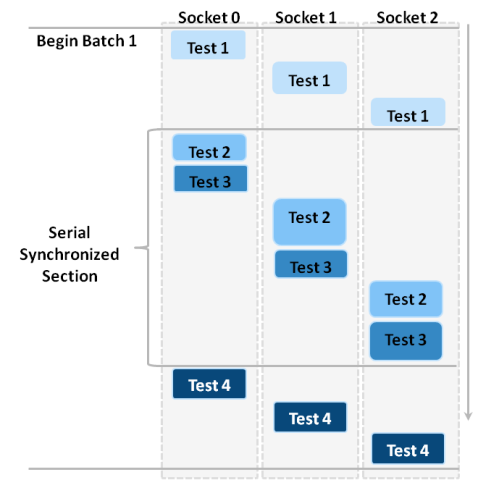 Socket 0 Socket 1 Socket 2
Begin Batch 1
Test 1
Test 1
Test 1
Test 2
Test 3
Test 2
Test 3
Serial
Synchronized
Section
Test 2
Test 3
Test 4
Test 4
Test 4